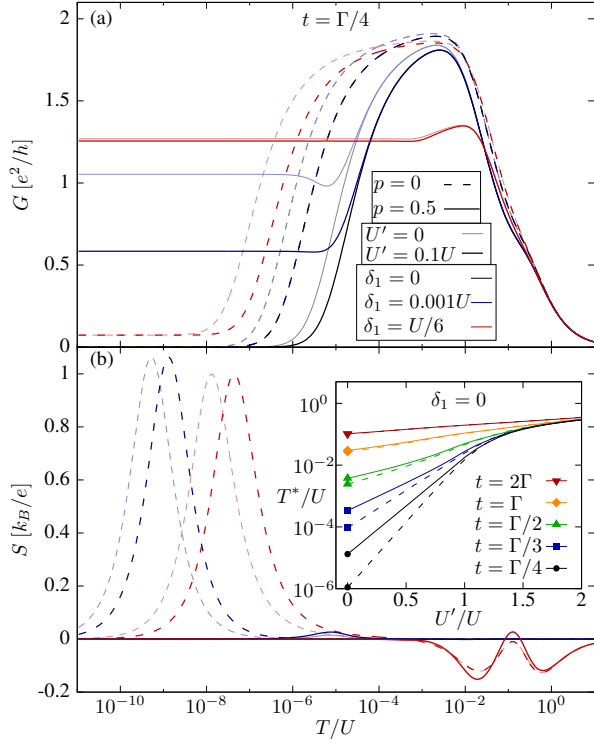 (a)
t = Γ/4
G [e²/h]
2
1.5
1
0.5
0
p = 0
p = 0.5
U′ = 0
U′ = 0.1U
δ₁ = 0
δ₁ = 0.001U
δ₁ = U/6
(b)
S [k_B/e]
1
0.8
0.6
0.4
0.2
0
-0.2
δ₁ = 0
T*/U
10⁰
10⁻²
10⁻⁴
10⁻⁶
t = 2Γ
t = Γ
t = Γ/2
t = Γ/3
t = Γ/4
0 0.5 1 1.5 2
U′/U
10⁻¹⁰ 10⁻⁸ 10⁻⁶ 10⁻⁴ 10⁻² 10⁰
T/U